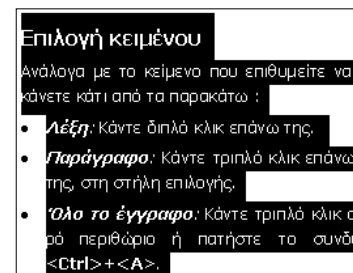 Επιλογή κειμένου
Ανάλογα με το κείμενο που επιθυμείτε να
κάνετε κάτι από τα παρακάτω :
• Λέξη: Κάντε διπλό κλικ επάνω της.
• Παράγραφο: Κάντε τριπλό κλικ επάνω
της, στη στήλη επιλογής.
• Όλο το έγγραφο: Κάντε τριπλό κλικ
ρό περιθώριο ή πατήστε το συνδ
<Ctrl>+<A>.